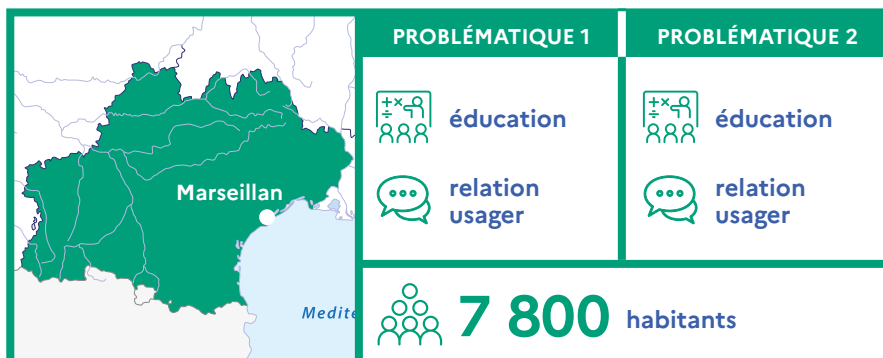 PROBLÉMATIQUE 1
éducation
relation
usager
PROBLÉMATIQUE 2
éducation
relation
usager
Marseillan
Medite
7 800 habitants